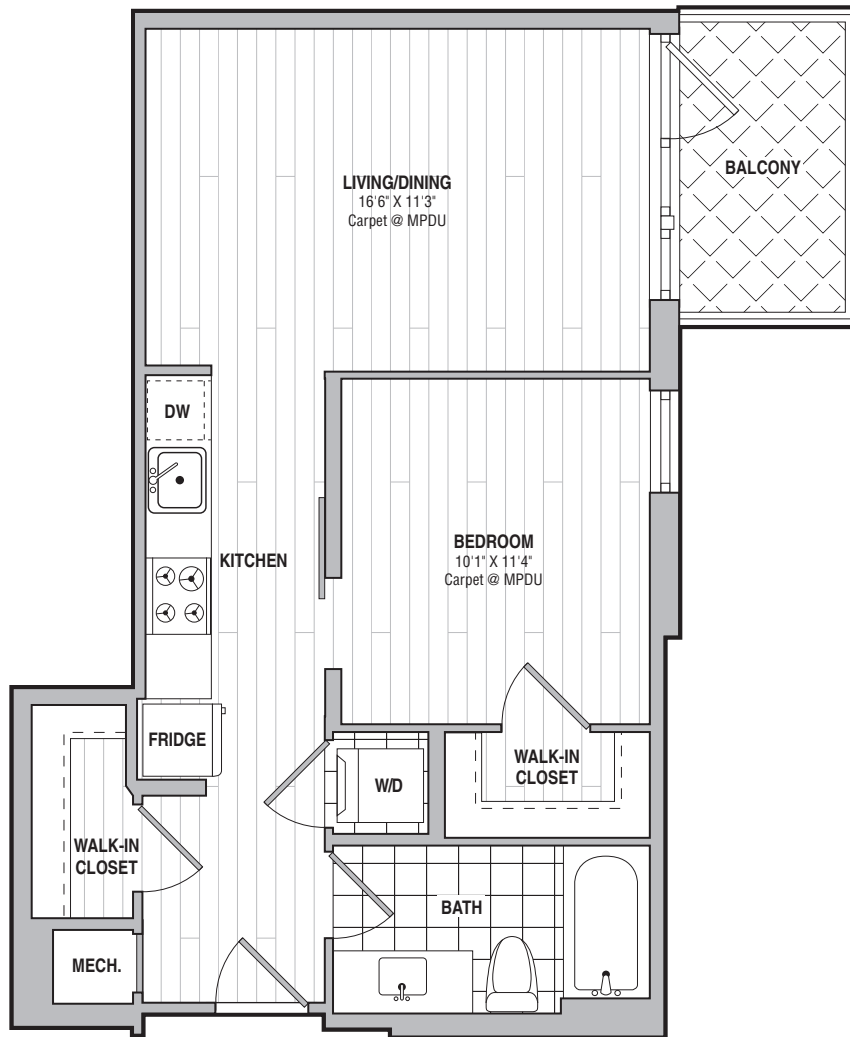 LIVING/DINING
16'6" X 11'3"
Carpet @ MPDU
BALCONY
DW
KITCHEN
BEDROOM
10'1" X 11'4"
Carpet @ MPDU
FRIDGE
W/D
WALK-IN
CLOSET
WALK-IN
CLOSET
BATH
MECH.